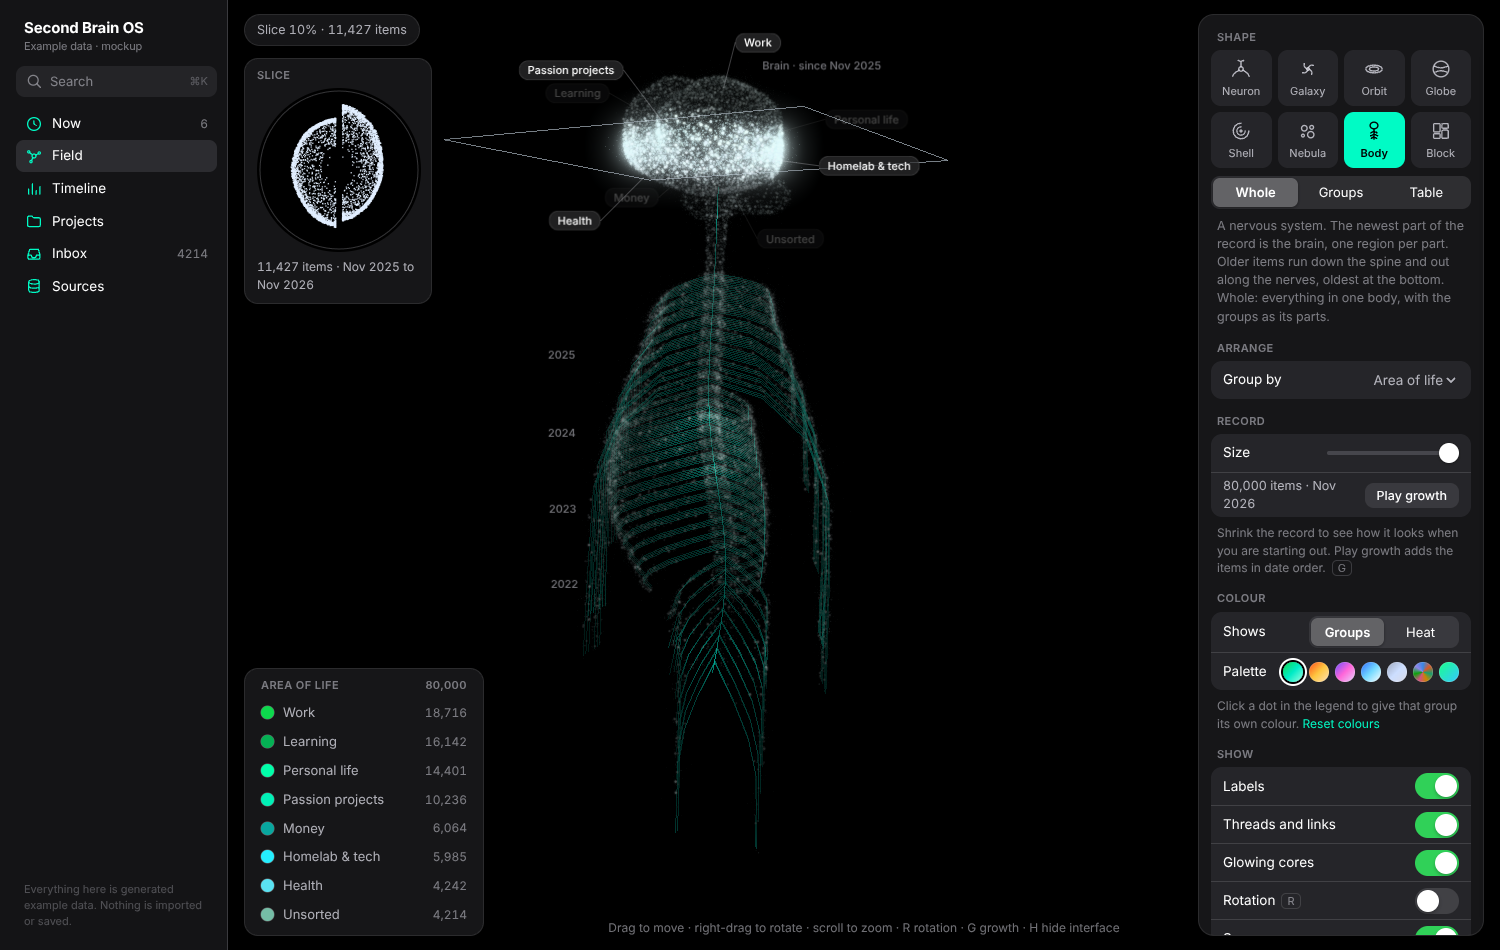 Second Brain OS
Example data · mockup
Search ⌘K
Now 6
Field
Timeline
Projects
Inbox 4214
Sources
Everything here is generated
example data. Nothing is imported
or saved.
Slice 10% · 11,427 items
SLICE
11,427 items · Nov 2025 to
Nov 2026
Work
Brain · since Nov 2025
Passion projects
Learning
Personal life
Homelab & tech
Money
Health
Unsorted
2025
2024
2023
2022
AREA OF LIFE 80,000
Work 18,716
Learning 16,142
Personal life 14,401
Passion projects 10,236
Money 6,064
Homelab & tech 5,985
Health 4,242
Unsorted 4,214
Drag to move · right-drag to rotate · scroll to zoom · R rotation · G growth · H hide interface
SHAPE
Neuron Galaxy Orbit Globe
Shell Nebula Body Block
Whole Groups Table
A nervous system. The newest part of the
record is the brain, one region per part.
Older items run down the spine and out
along the nerves, oldest at the bottom.
Whole: everything in one body, with the
groups as its parts.
ARRANGE
Group by Area of life
RECORD
Size
80,000 items · Nov
2026
Play growth
Shrink the record to see how it looks when
you are starting out. Play growth adds the
items in date order. G
COLOUR
Shows Groups Heat
Palette
Click a dot in the legend to give that group
its own colour. Reset colours
SHOW
Labels
Threads and links
Glowing cores
Rotation R